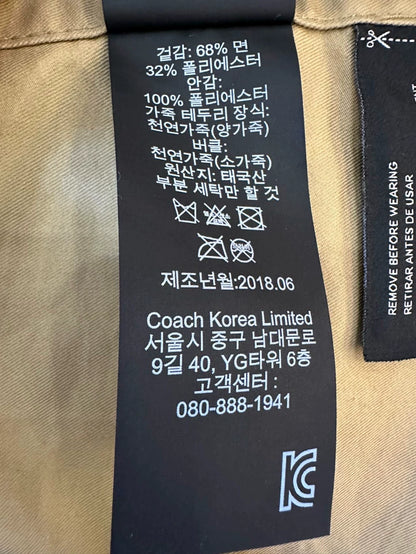 겉감: 68% 면
32% 폴리에스터
안감:
100% 폴리에스터
가죽 테두리 장식:
천연가죽(양가죽)
버클:
천연가죽(소가죽)
원산지: 태국산
부분 세탁만 할 것
제조년월:2018.06
Coach Korea Limited
서울시 중구 남대문로
9길 40, YG타워 6층
고객센터 :
080-888-1941
KC
REMOVE BEFORE WEARING
RETIRAR ANTES DE USAR